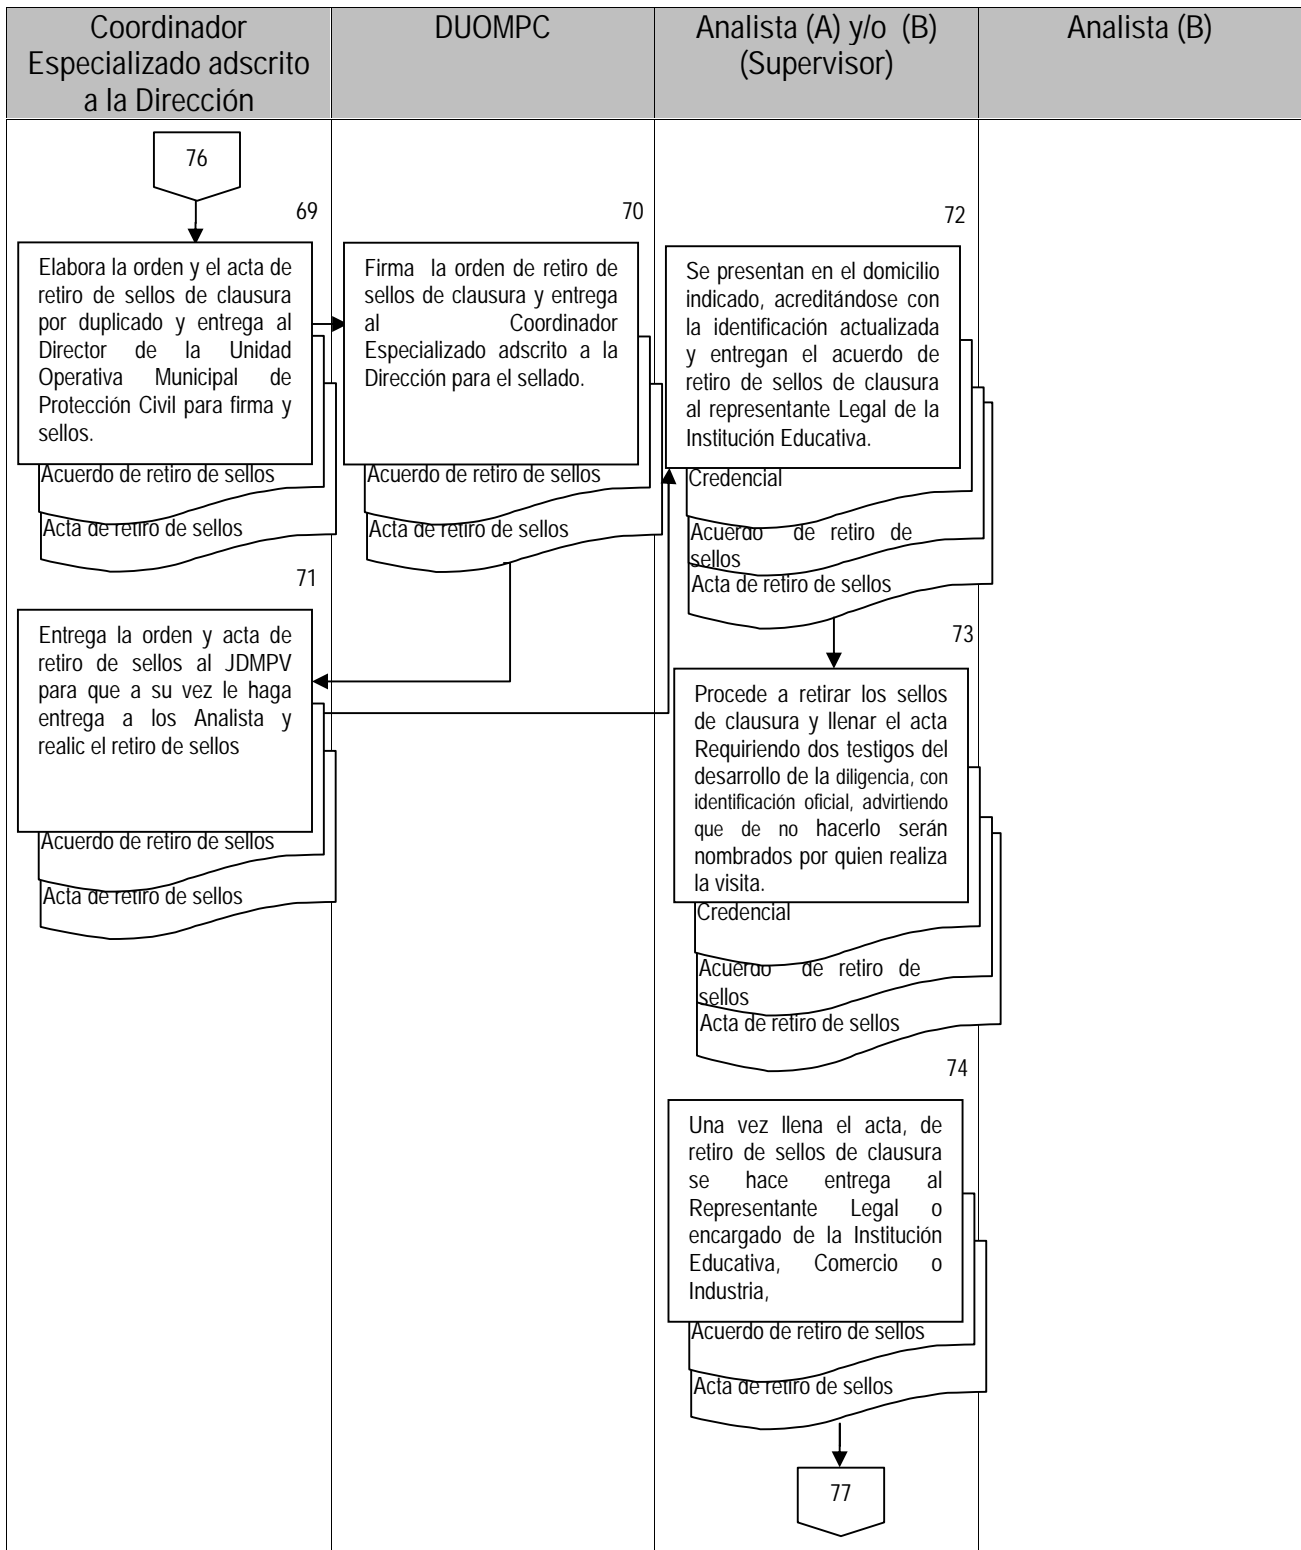 Coordinador
Especializado adscrito
a la Dirección
DUOMPC
Analista (A) y/o (B)
(Supervisor)
Analista (B)
76
69
Elabora la orden y el acta de
retiro de sellos de clausura
por duplicado y entrega al
Director de la Unidad
Operativa Municipal de
Protección Civil para firma y
sellos.
Acuerdo de retiro de sellos
Acta de retiro de sellos
70
Firma la orden de retiro de
sellos de clausura y entrega
al Coordinador
Especializado adscrito a la
Dirección para el sellado.
Acuerdo de retiro de sellos
Acta de retiro de sellos
71
Entrega la orden y acta de
retiro de sellos al JDMPV
para que a su vez le haga
entrega a los Analista y
realic el retiro de sellos
Acuerdo de retiro de sellos
Acta de retiro de sellos
72
Se presentan en el domicilio
indicado, acreditándose con
la identificación actualizada
y entregan el acuerdo de
retiro de sellos de clausura
al representante Legal de la
Institución Educativa.
Credencial
Acuerdo de retiro de
sellos
Acta de retiro de sellos
73
Procede a retirar los sellos
de clausura y llenar el acta
Requiriendo dos testigos del
desarrollo de la diligencia, con
identificación oficial, advirtiendo
que de no hacerlo serán
nombrados por quien realiza
la visita.
Credencial
Acuerdo de retiro de
sellos
Acta de retiro de sellos
74
Una vez llena el acta, de
retiro de sellos de clausura
se hace entrega al
Representante Legal o
encargado de la Institución
Educativa, Comercio o
Industria,
Acuerdo de retiro de sellos
Acta de retiro de sellos
77